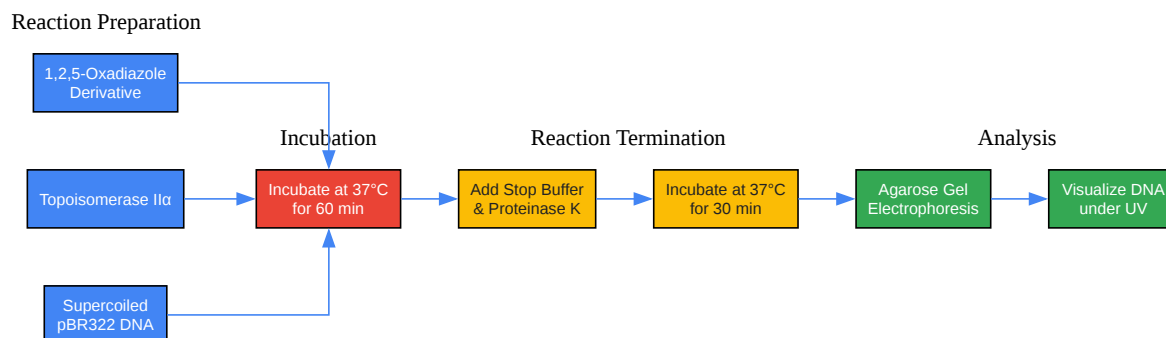 Reaction Preparation
1,2,5-Oxadiazole
Derivative
Incubation
Reaction Termination
Analysis
Topoisomerase IIα
Incubate at 37°C
for 60 min
Add Stop Buffer
& Proteinase K
Incubate at 37°C
for 30 min
Agarose Gel
Electrophoresis
Visualize DNA
under UV
Supercoiled
pBR322 DNA